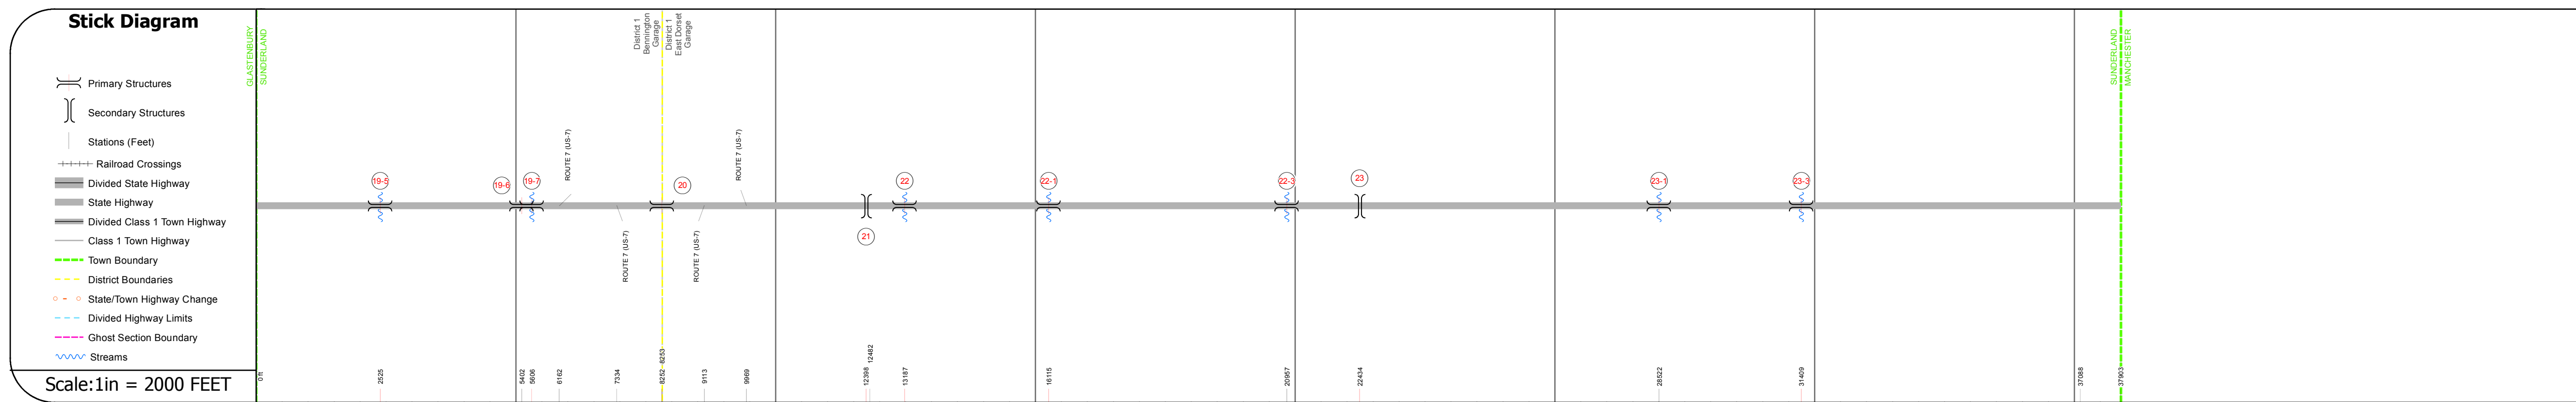 Stick Diagram
Primary Structures
Secondary Structures
Stations (Feet)
Railroad Crossings
Divided State Highway
State Highway
Divided Class 1 Town Highway
Class 1 Town Highway
Town Boundary
District Boundaries
State/Town Highway Change
Divided Highway Limits
Ghost Section Boundary
Streams
Scale:1in = 2000 FEET
GLASTENBURY
SUNDERLAND
District 1
Bennington
Garage
District 1
East Dorset
Garage
SUNDERLAND
MANCHESTER
19-5
19-6
19-7
ROUTE 7 (US-7)
ROUTE 7 (US-7)
20
ROUTE 7 (US-7)
ROUTE 7 (US-7)
21
22
22-1
22-3
23
23-1
23-3
0 ft
2525
5402
5606
6162
7334
8252
8253
9113
9969
12398
12482
13187
16115
20957
22434
28522
31409
37088
37903